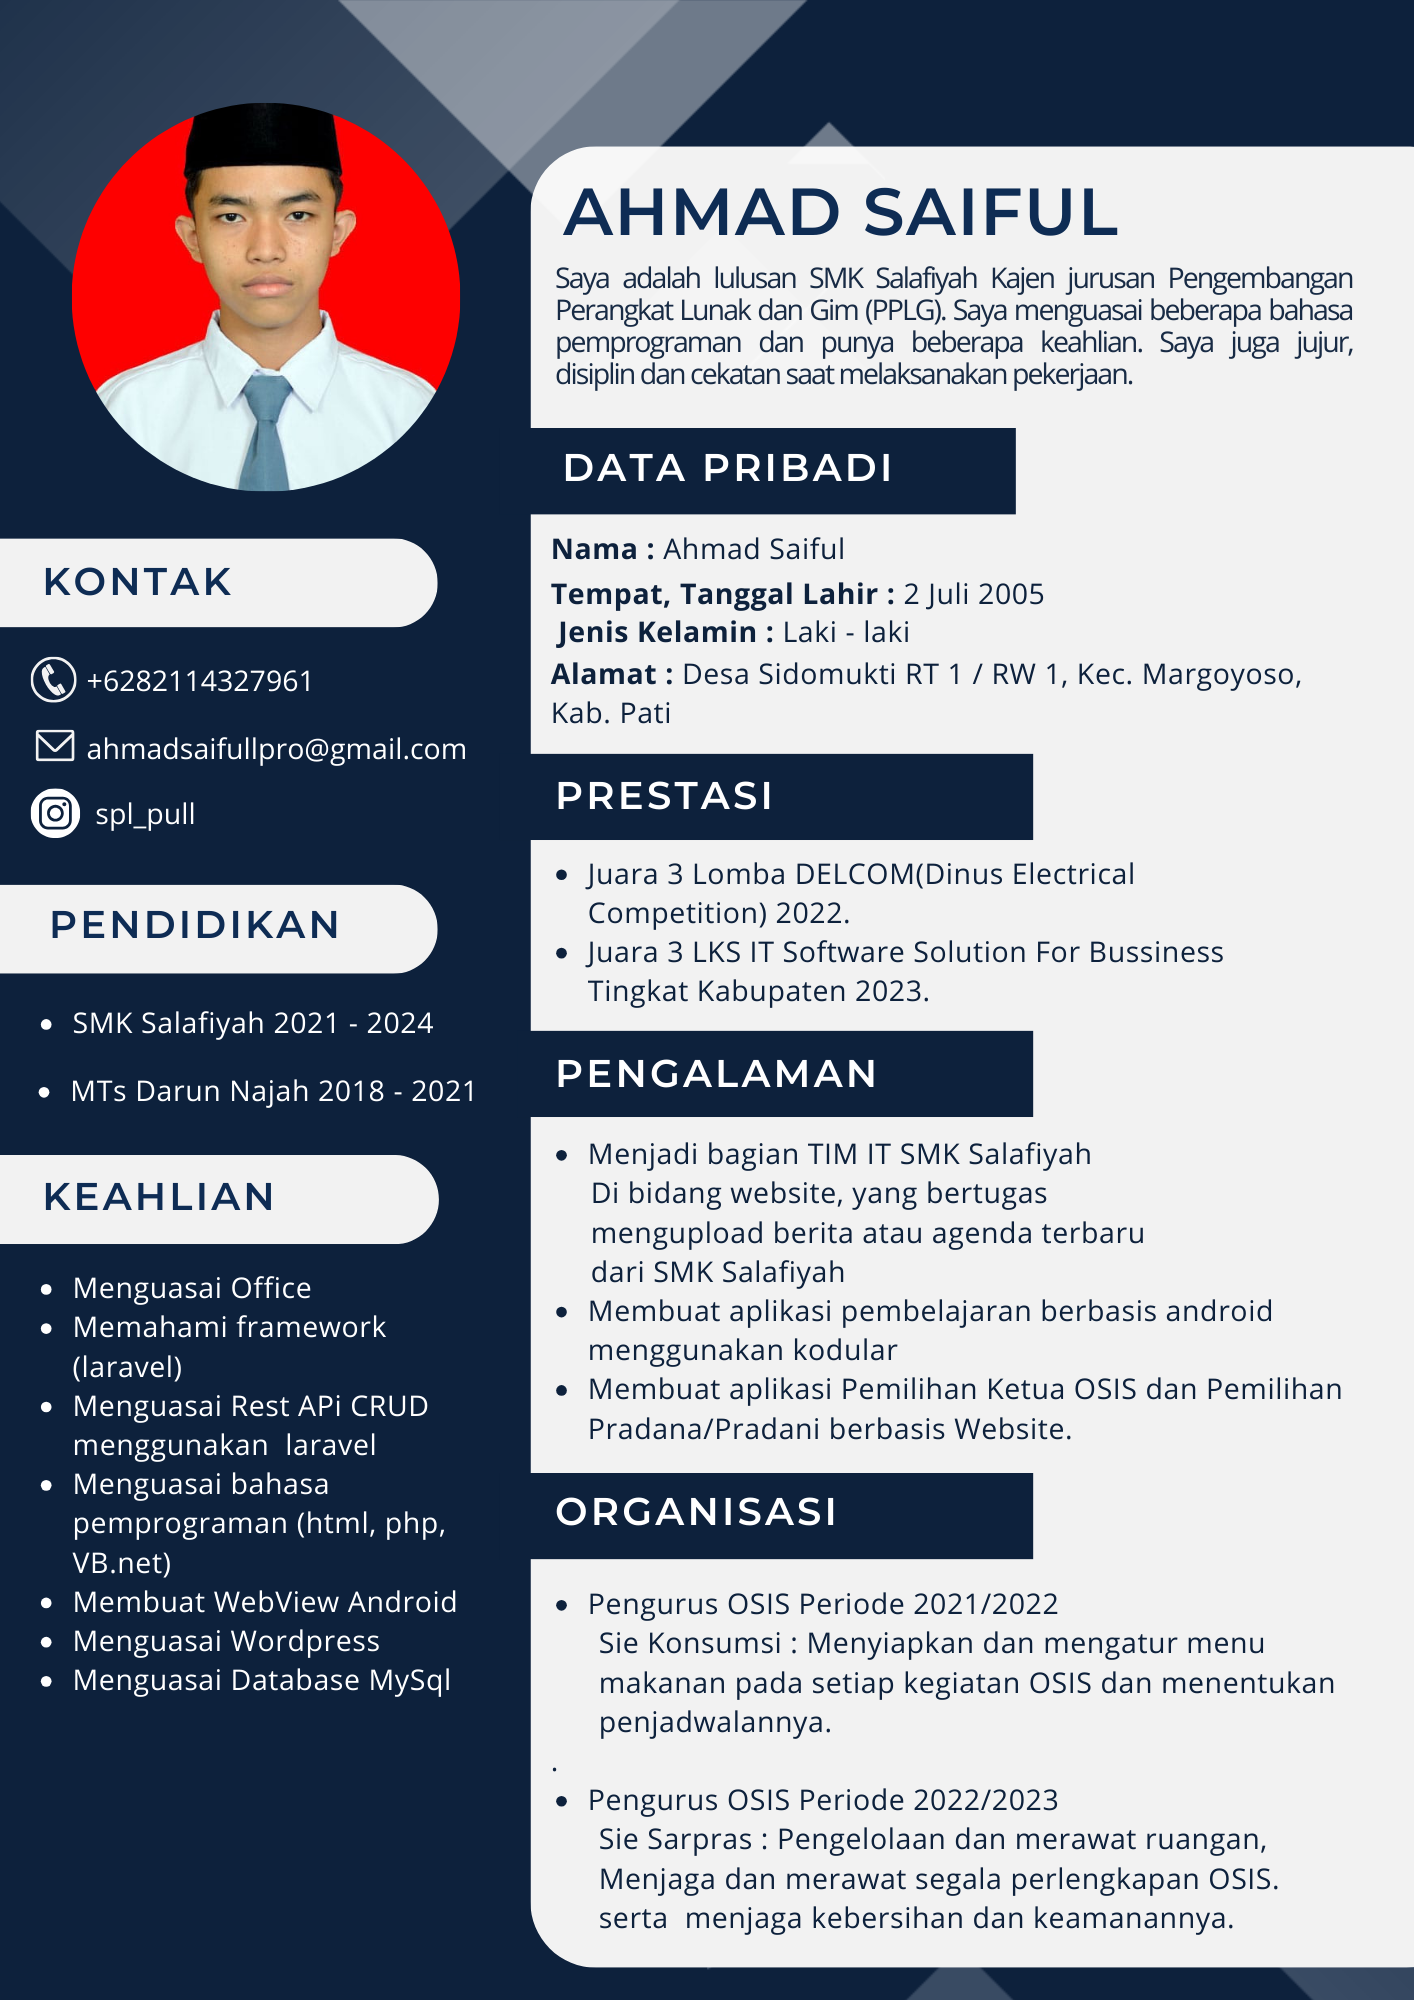 AHMAD SAIFUL
Saya adalah lulusan SMK Salafiyah Kajen jurusan Pengembangan
Perangkat Lunak dan Gim (PPLG). Saya menguasai beberapa bahasa
pemprograman dan punya beberapa keahlian. Saya juga jujur,
disiplin dan cekatan saat melaksanakan pekerjaan.
KONTAK
+6282114327961
ahmadsaifullpro@gmail.com
spl_pull
PENDIDIKAN
• SMK Salafiyah 2021 - 2024
• MTs Darun Najah 2018 - 2021
KEAHLIAN
• Menguasai Office
• Memahami framework
(laravel)
• Menguasai Rest APi CRUD
menggunakan  laravel
• Menguasai bahasa
pemprograman (html, php,
VB.net)
• Membuat WebView Android
• Menguasai Wordpress
• Menguasai Database MySql
DATA PRIBADI
Nama : Ahmad Saiful
Tempat, Tanggal Lahir : 2 Juli 2005
Jenis Kelamin : Laki - laki
Alamat : Desa Sidomukti RT 1 / RW 1, Kec. Margoyoso,
Kab. Pati
PRESTASI
• Juara 3 Lomba DELCOM(Dinus Electrical
Competition) 2022.
• Juara 3 LKS IT Software Solution For Bussiness
Tingkat Kabupaten 2023.
PENGALAMAN
• Menjadi bagian TIM IT SMK Salafiyah
Di bidang website, yang bertugas
mengupload berita atau agenda terbaru
dari SMK Salafiyah
• Membuat aplikasi pembelajaran berbasis android
menggunakan kodular
• Membuat aplikasi Pemilihan Ketua OSIS dan Pemilihan
Pradana/Pradani berbasis Website.
ORGANISASI
• Pengurus OSIS Periode 2021/2022
Sie Konsumsi : Menyiapkan dan mengatur menu
makanan pada setiap kegiatan OSIS dan menentukan
penjadwalannya.
.
• Pengurus OSIS Periode 2022/2023
Sie Sarpras : Pengelolaan dan merawat ruangan,
Menjaga dan merawat segala perlengkapan OSIS.
serta  menjaga kebersihan dan keamanannya.